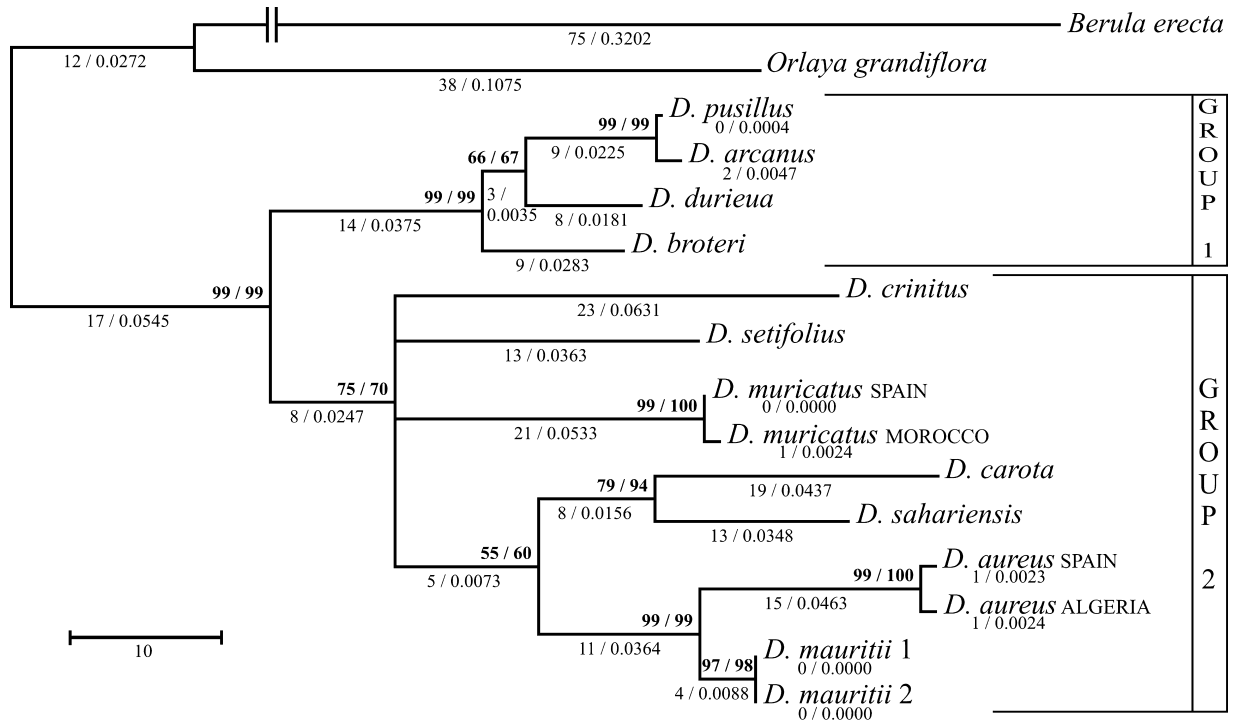 Berula erecta
75 / 0.3202
12 / 0.0272
Orlaya grandiflora
38 / 0.1075
GROUP 1
D. pusillus
0 / 0.0004
99 / 99
9 / 0.0225
D. arcanus
2 / 0.0047
66 / 67
3 /
0.0035
D. durieua
8 / 0.0181
99 / 99
14 / 0.0375
D. broteri
9 / 0.0283
99 / 99
17 / 0.0545
D. crinitus
23 / 0.0631
D. setifolius
13 / 0.0363
75 / 70
8 / 0.0247
GROUP 2
D. muricatus SPAIN
0 / 0.0000
99 / 100
21 / 0.0533
D. muricatus MOROCCO
1 / 0.0024
D. carota
19 / 0.0437
79 / 94
8 / 0.0156
D. sahariensis
13 / 0.0348
55 / 60
5 / 0.0073
D. aureus SPAIN
1 / 0.0023
99 / 100
15 / 0.0463
D. aureus ALGERIA
1 / 0.0024
99 / 99
11 / 0.0364
D. mauritii 1
0 / 0.0000
97 / 98
4 / 0.0088
D. mauritii 2
0 / 0.0000
10